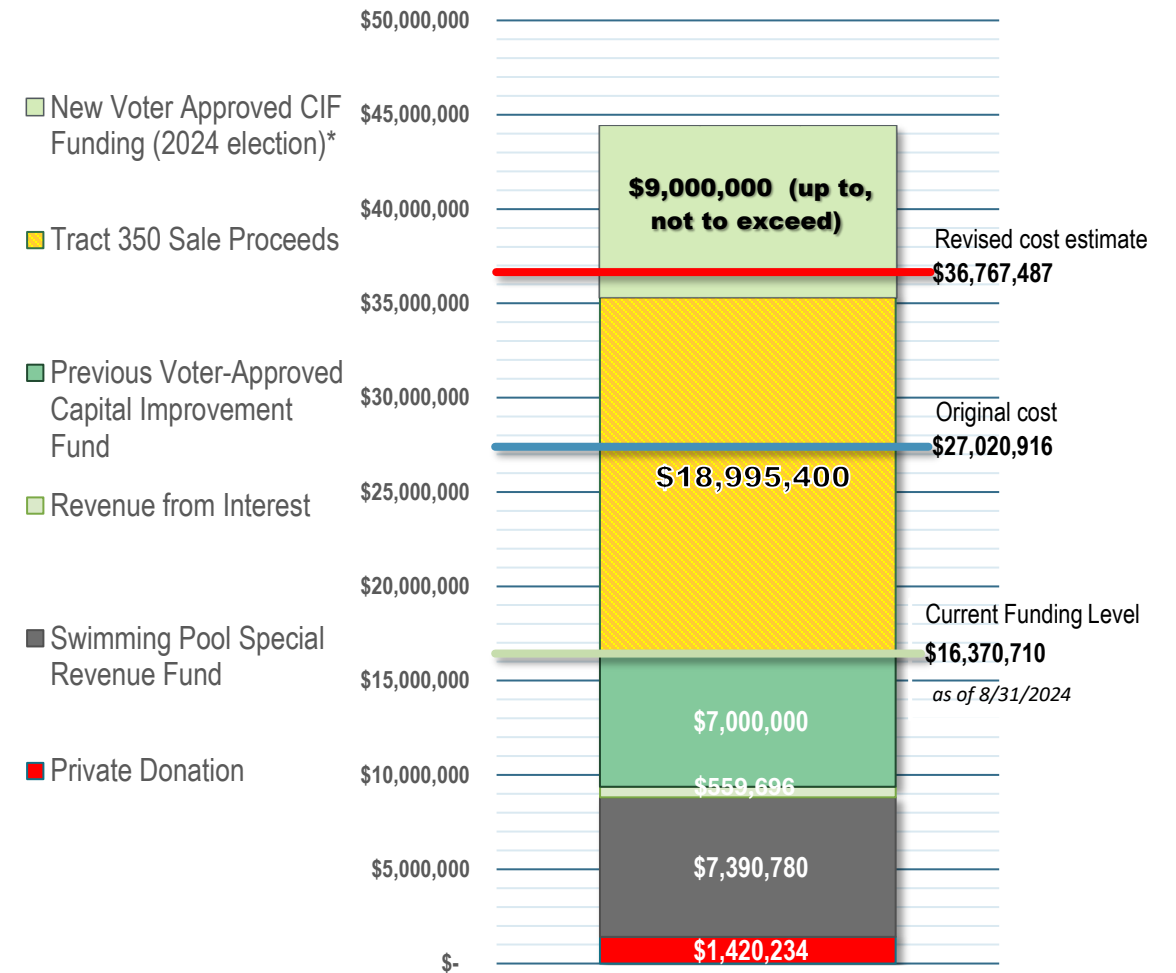 New Voter Approved CIF
Funding (2024 election)*
Tract 350 Sale Proceeds
Previous Voter-Approved
Capital Improvement
Fund
Revenue from Interest
Swimming Pool Special
Revenue Fund
Private Donation
$50,000,000
$45,000,000
$40,000,000
$35,000,000
$30,000,000
$25,000,000
$20,000,000
$15,000,000
$10,000,000
$5,000,000
$-
$9,000,000 (up to,
not to exceed)
$18,995,400
$7,000,000
$559,696
$7,390,780
$1,420,234
Revised cost estimate
$36,767,487
Original cost
$27,020,916
Current Funding Level
$16,370,710
as of 8/31/2024